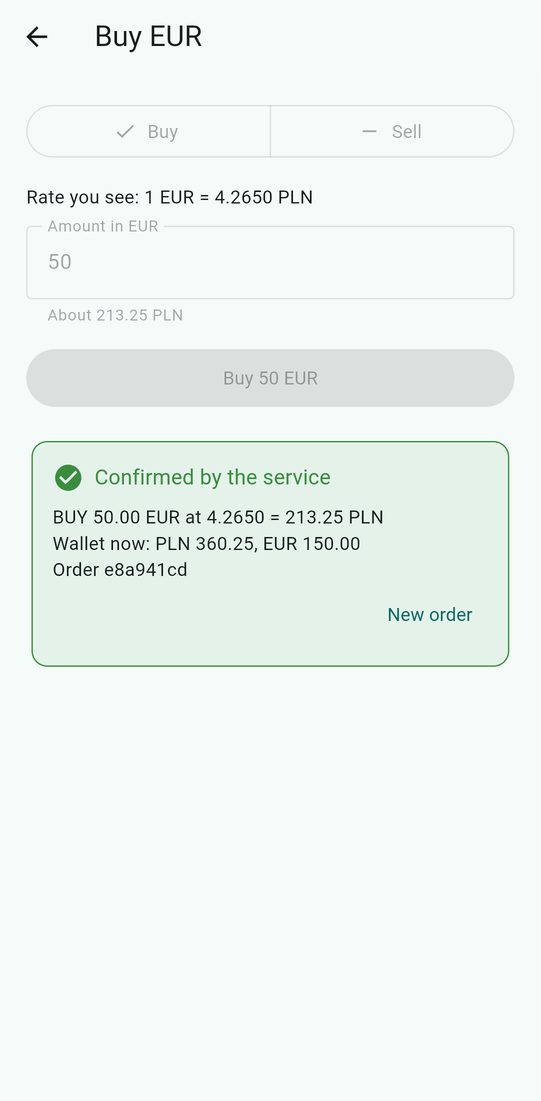 Buy EUR
Buy
Sell
Rate you see: 1 EUR = 4.2650 PLN
Amount in EUR
50
About 213.25 PLN
Buy 50 EUR
Confirmed by the service
BUY 50.00 EUR at 4.2650 = 213.25 PLN
Wallet now: PLN 360.25, EUR 150.00
Order e8a941cd
New order